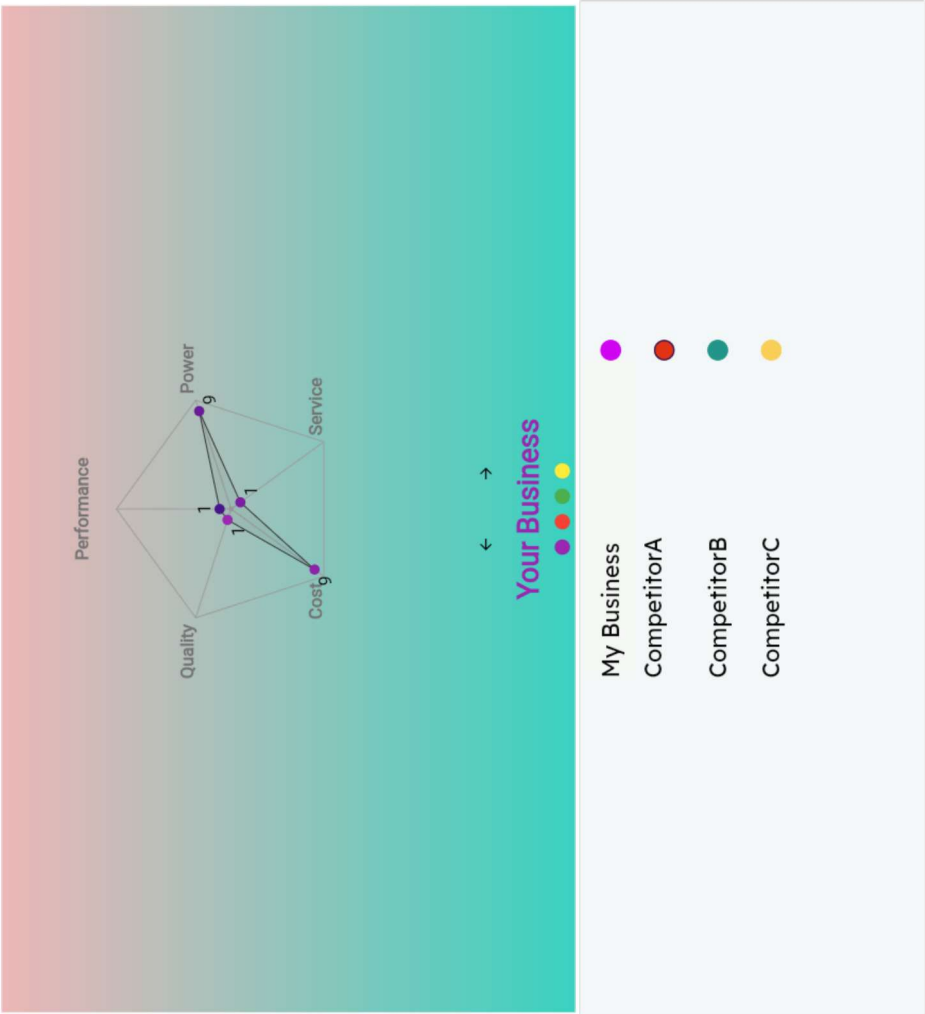 Performance
Quality
Power
1
9
1
1
Cost
9
Service
← →
Your Business
My Business
CompetitorA
CompetitorB
CompetitorC